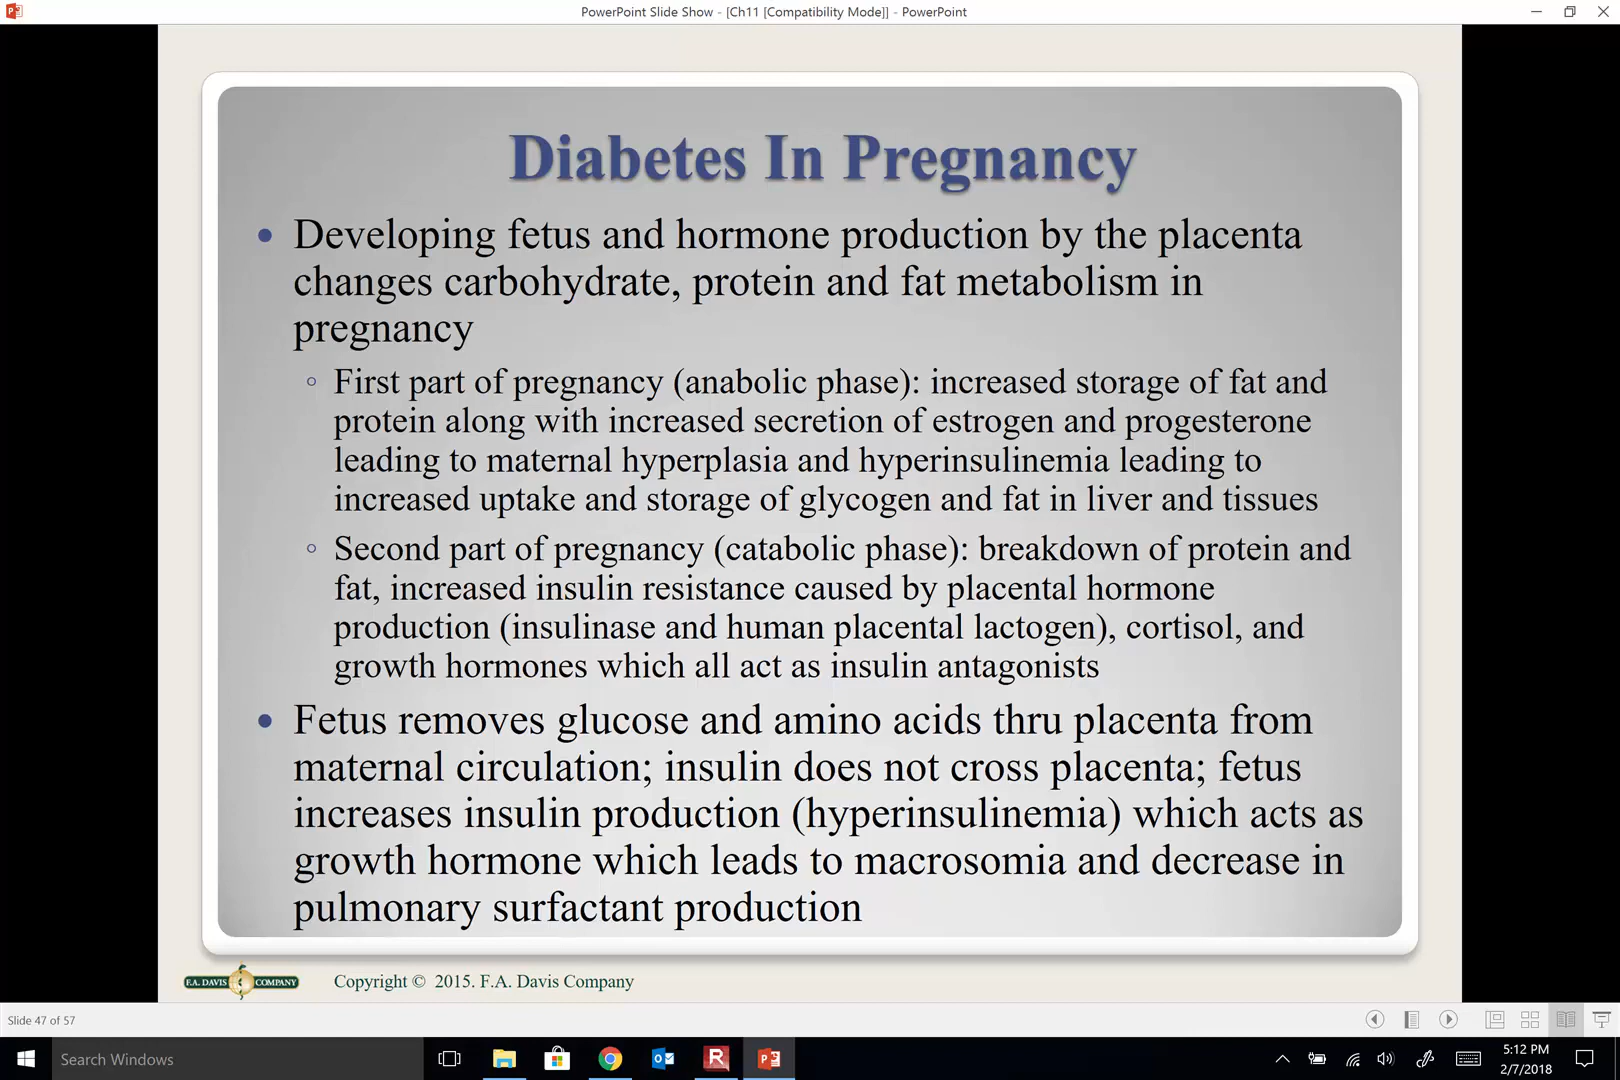 PowerPoint Slide Show - [Ch11 [Compatibility Mode]] - PowerPoint
Diabetes In Pregnancy
• Developing fetus and hormone production by the placenta
changes carbohydrate, protein and fat metabolism in
pregnancy
◦ First part of pregnancy (anabolic phase): increased storage of fat and
protein along with increased secretion of estrogen and progesterone
leading to maternal hyperplasia and hyperinsulinemia leading to
increased uptake and storage of glycogen and fat in liver and tissues
◦ Second part of pregnancy (catabolic phase): breakdown of protein and
fat, increased insulin resistance caused by placental hormone
production (insulinase and human placental lactogen), cortisol, and
growth hormones which all act as insulin antagonists
• Fetus removes glucose and amino acids thru placenta from
maternal circulation; insulin does not cross placenta; fetus
increases insulin production (hyperinsulinemia) which acts as
growth hormone which leads to macrosomia and decrease in
pulmonary surfactant production
F.A. DAVIS COMPANY
Copyright © 2015. F.A. Davis Company
Slide 47 of 57
Search Windows
5:12 PM
2/7/2018